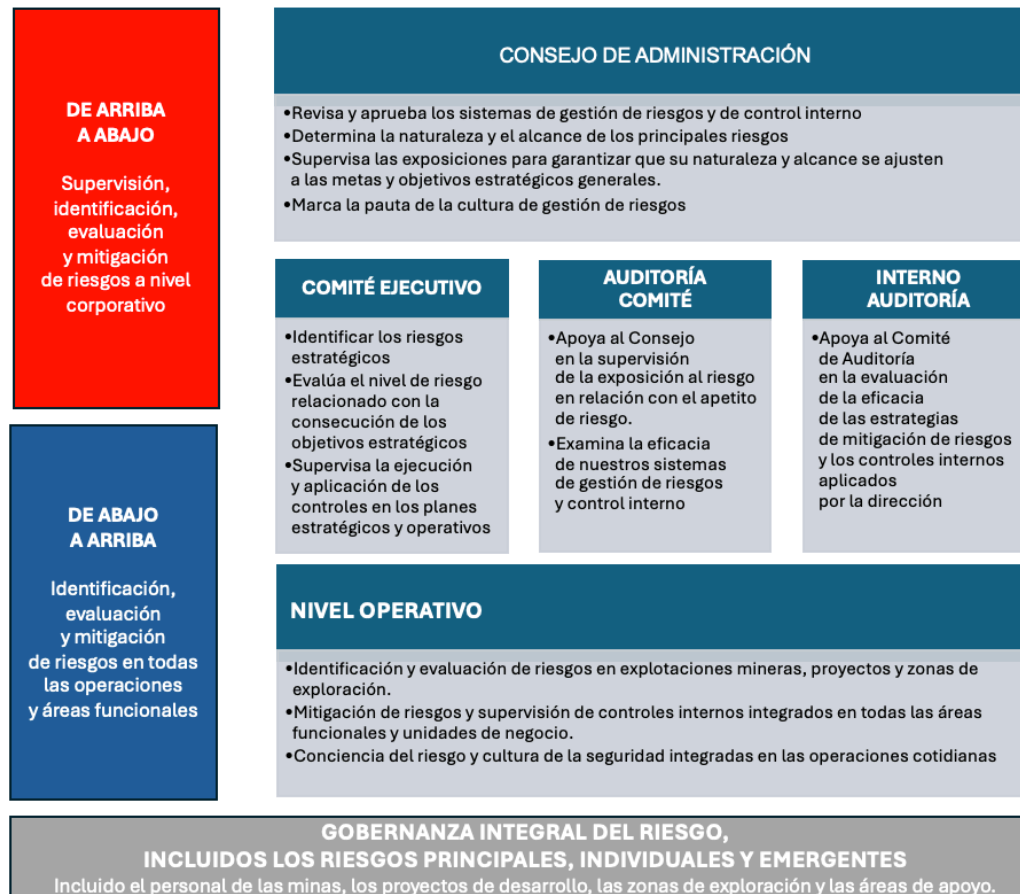 DE ARRIBA
A ABAJO
Supervisión,
identificación,
evaluación
y mitigación
de riesgos a nivel
corporativo
CONSEJO DE ADMINISTRACIÓN
•Revisa y aprueba los sistemas de gestión de riesgos y de control interno
•Determina la naturaleza y el alcance de los principales riesgos
•Supervisa las exposiciones para garantizar que su naturaleza y alcance se ajusten
a las metas y objetivos estratégicos generales.
•Marca la pauta de la cultura de gestión de riesgos
COMITÉ EJECUTIVO
•Identificar los riesgos
estratégicos
•Evalúa el nivel de riesgo
relacionado con la
consecución de los
objetivos estratégicos
•Supervisa la ejecución
y aplicación de los
controles en los planes
estratégicos y operativos
AUDITORÍA
COMITÉ
•Apoya al Consejo
en la supervisión
de la exposición al riesgo
en relación con el apetito
de riesgo.
•Examina la eficacia
de nuestros sistemas
de gestión de riesgos
y control interno
INTERNO
AUDITORÍA
•Apoya al Comité
de Auditoría
en la evaluación
de la eficacia
de las estrategias
de mitigación de riesgos
y los controles internos
aplicados
por la dirección
DE ABAJO
A ARRIBA
Identificación,
evaluación
y mitigación
de riesgos en todas
las operaciones
y áreas funcionales
NIVEL OPERATIVO
•Identificación y evaluación de riesgos en explotaciones mineras, proyectos y zonas de
exploración.
•Mitigación de riesgos y supervisión de controles internos integrados en todas las áreas
funcionales y unidades de negocio.
•Conciencia del riesgo y cultura de la seguridad integradas en las operaciones cotidianas
GOBERNANZA INTEGRAL DEL RIESGO,
INCLUIDOS LOS RIESGOS PRINCIPALES, INDIVIDUALES Y EMERGENTES
Incluido el personal de las minas, los proyectos de desarrollo, las zonas de exploración y las áreas de apoyo.